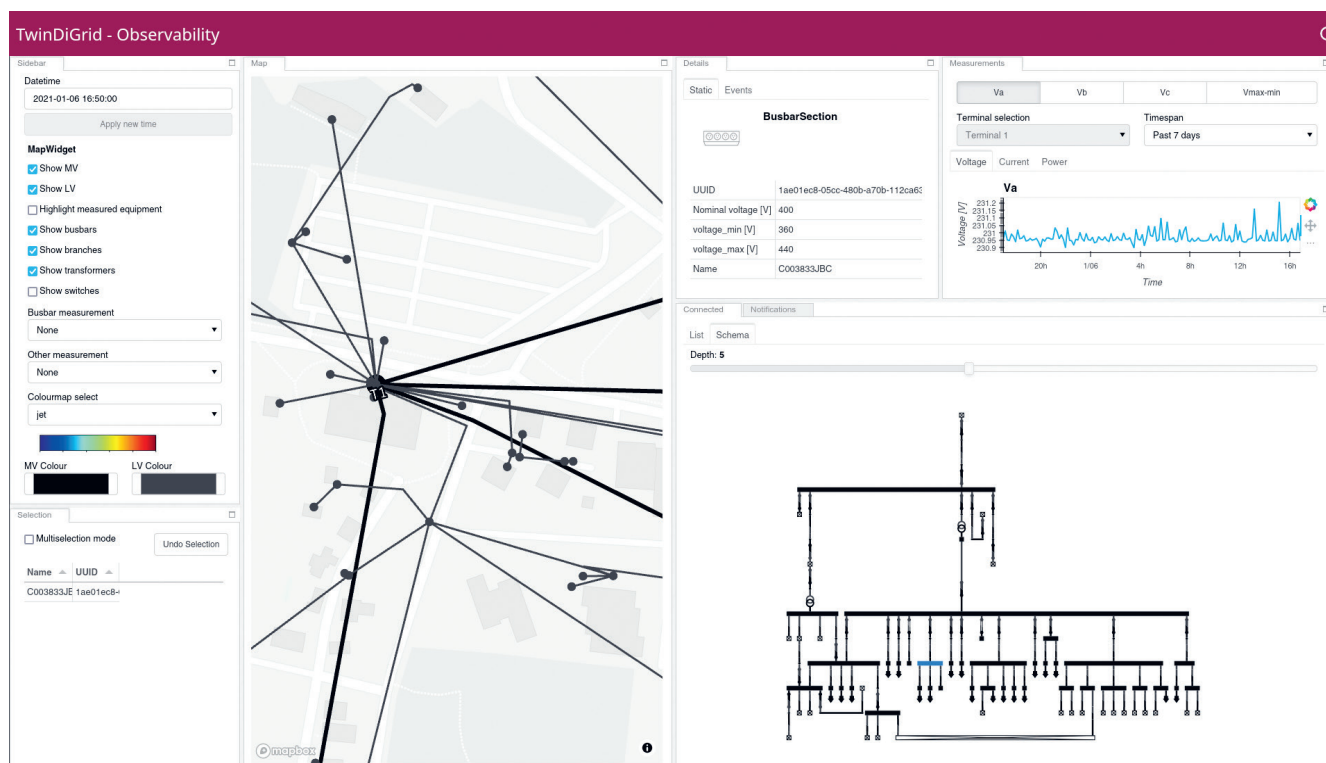 TwinDiGrid - Observability
Sidebar
Datetime
2021-01-06 16:50:00
Apply new time
MapWidget
Show MV
Show LV
Highlight measured equipment
Show busbars
Show branches
Show transformers
Show switches
Busbar measurement
None
Other measurement
None
Colourmap select
jet
MV Colour LV Colour
Selection
Multiselection mode
Undo Selection
Name UUID
C003833JE 1ae01ec8-
Map
T1
mapbox
Details
Static Events
BusbarSection
UUID 1ae01ec8-05cc-480b-a70b-112ca63
Nominal voltage [V] 400
voltage_min [V] 360
voltage_max [V] 440
Name C003833JBC
Measurements
Va Vb Vc Vmax-min
Terminal selection Timespan
Terminal 1 Past 7 days
Voltage Current Power
Va
Voltage [V]
231.2
231.15
231.1
231.05
231
230.95
230.9
20h 1/06 4h 8h 12h 16h
Time
Connected Notifications
List Schema
Depth: 5